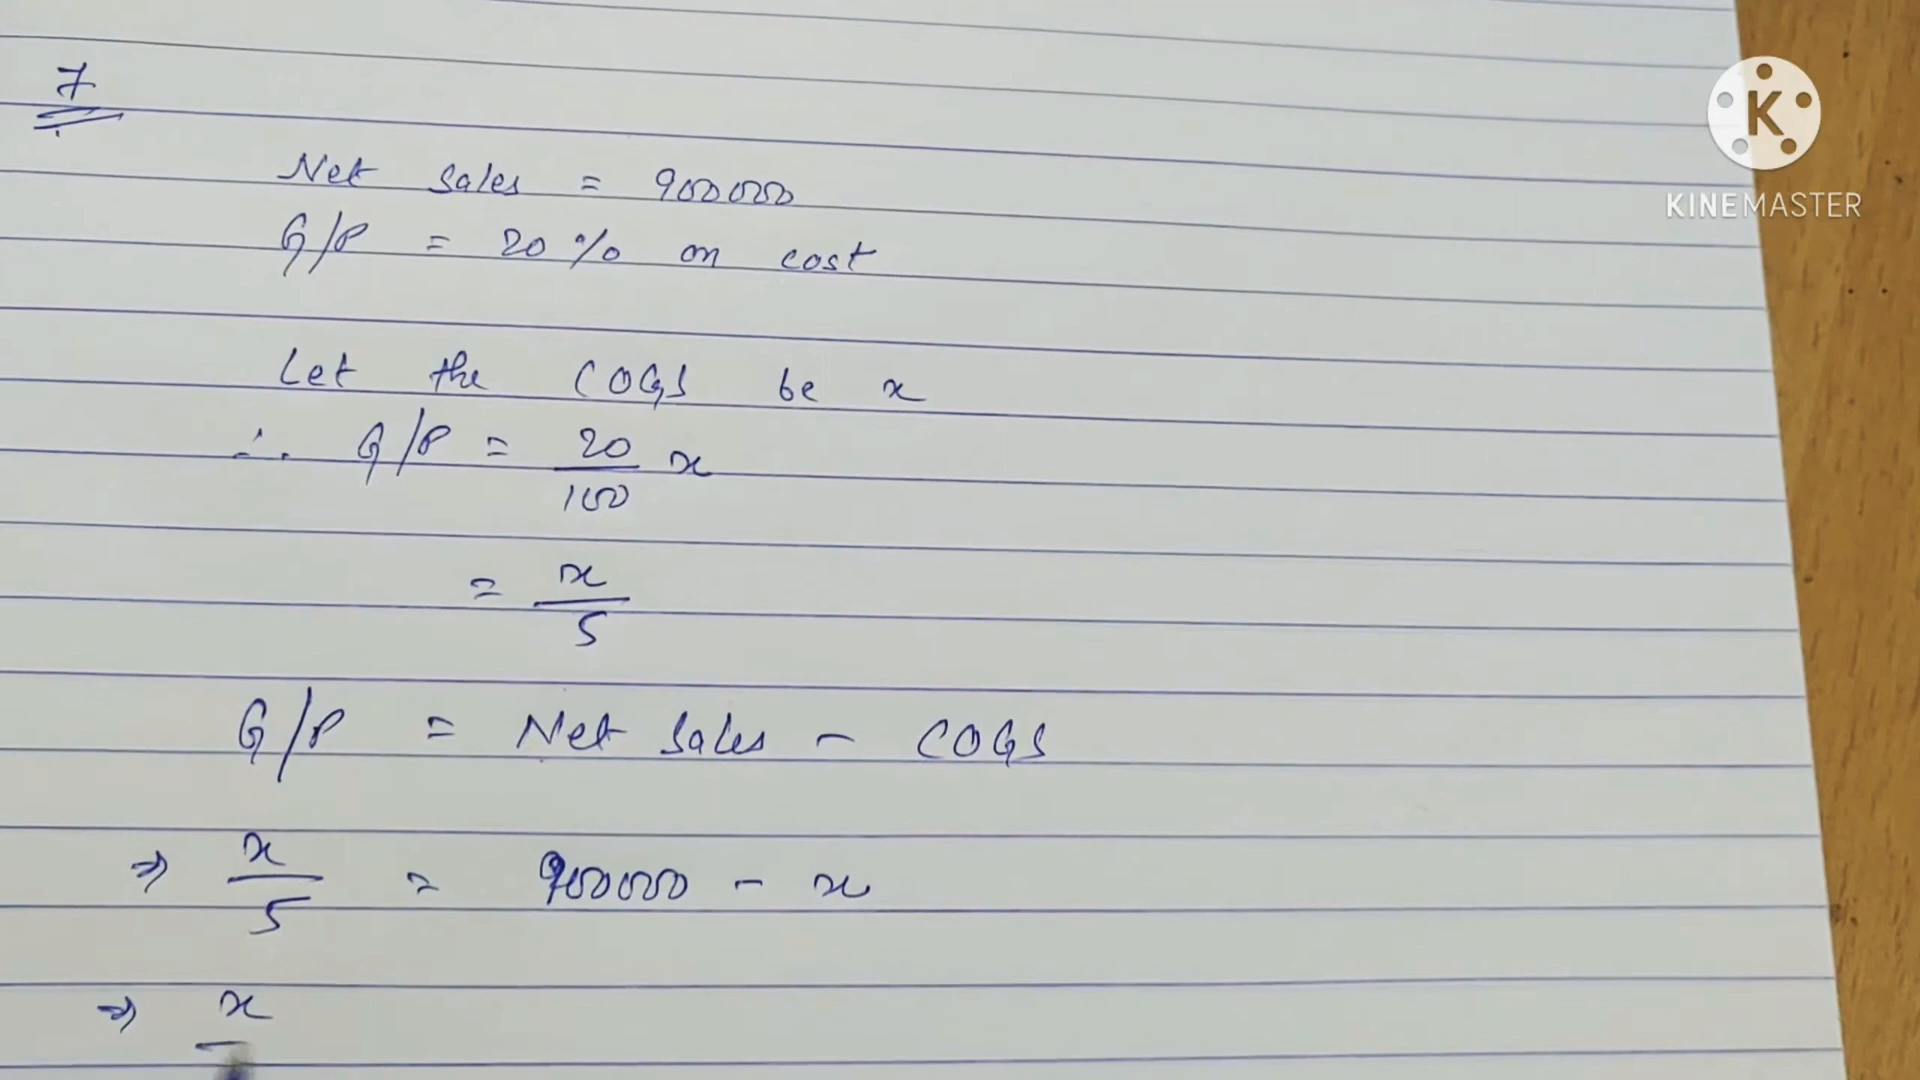 7
Net Sales = 900000
G/P = 20% on cost
Let the COGS be x
∴ G/P = 20/100 x
= x/5
G/P = Net Sales - COGS
⇒ x/5 = 900000 - x
⇒ x
K
KINEMASTER